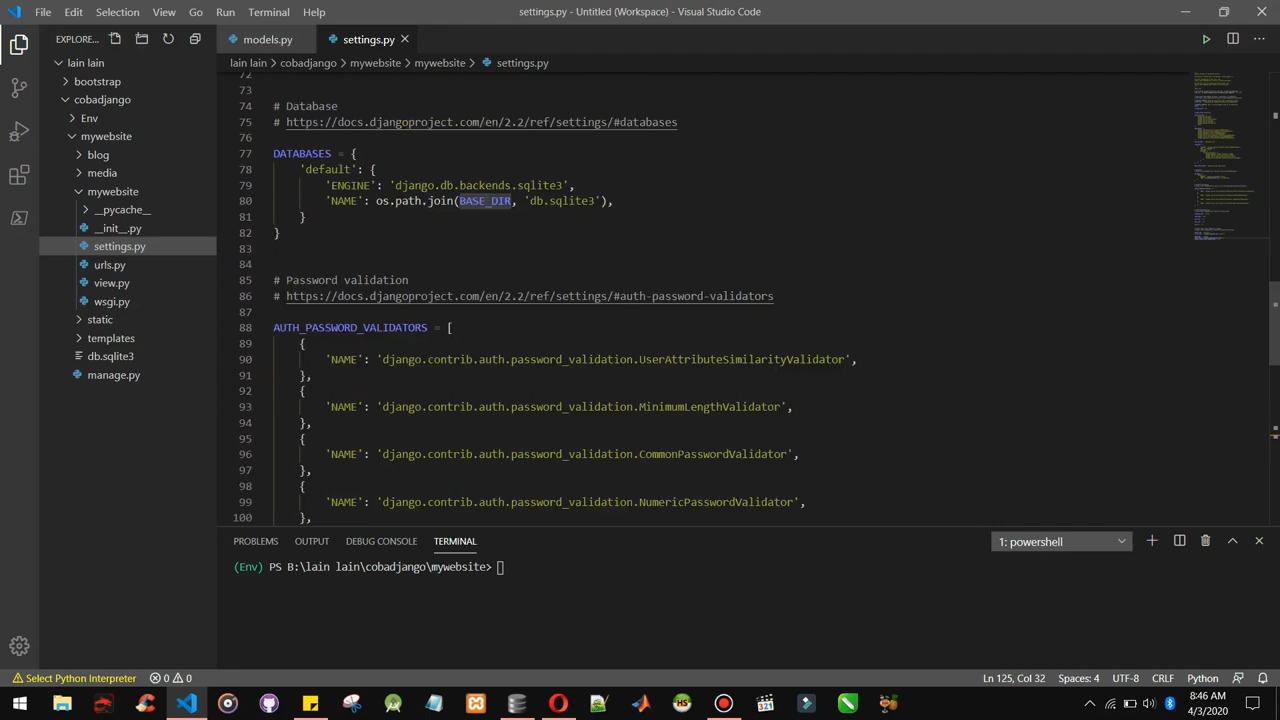 File Edit Selection View Go Run Terminal Help
settings.py - Untitled (Workspace) - Visual Studio Code
EXPLORE...
models.py
settings.py
lain lain > cobadjango > mywebsite > mywebsite > settings.py
lain lain
bootstrap
cobadjango
Env
mywebsite
blog
media
mywebsite
__pycache__
__init__.py
settings.py
urls.py
view.py
wsgi.py
static
templates
db.sqlite3
manage.py
72
73
74 # Database
75 # https://docs.djangoproject.com/en/2.2/ref/settings/#databases
76
77 DATABASES = {
78 'default': {
79 'ENGINE': 'django.db.backends.sqlite3',
80 'NAME': os.path.join(BASE_DIR, 'db.sqlite3'),
81 }
82 }
83
84
85 # Password validation
86 # https://docs.djangoproject.com/en/2.2/ref/settings/#auth-password-validators
87
88 AUTH_PASSWORD_VALIDATORS = [
89 {
90 'NAME': 'django.contrib.auth.password_validation.UserAttributeSimilarityValidator',
91 },
92 {
93 'NAME': 'django.contrib.auth.password_validation.MinimumLengthValidator',
94 },
95 {
96 'NAME': 'django.contrib.auth.password_validation.CommonPasswordValidator',
97 },
98 {
99 'NAME': 'django.contrib.auth.password_validation.NumericPasswordValidator',
100 },
PROBLEMS OUTPUT DEBUG CONSOLE TERMINAL
1: powershell
(Env) PS B:\lain lain\cobadjango\mywebsite>
Select Python Interpreter 0 0
Ln 125, Col 32 Spaces: 4 UTF-8 CRLF Python
321
HS
8:46 AM
4/3/2020